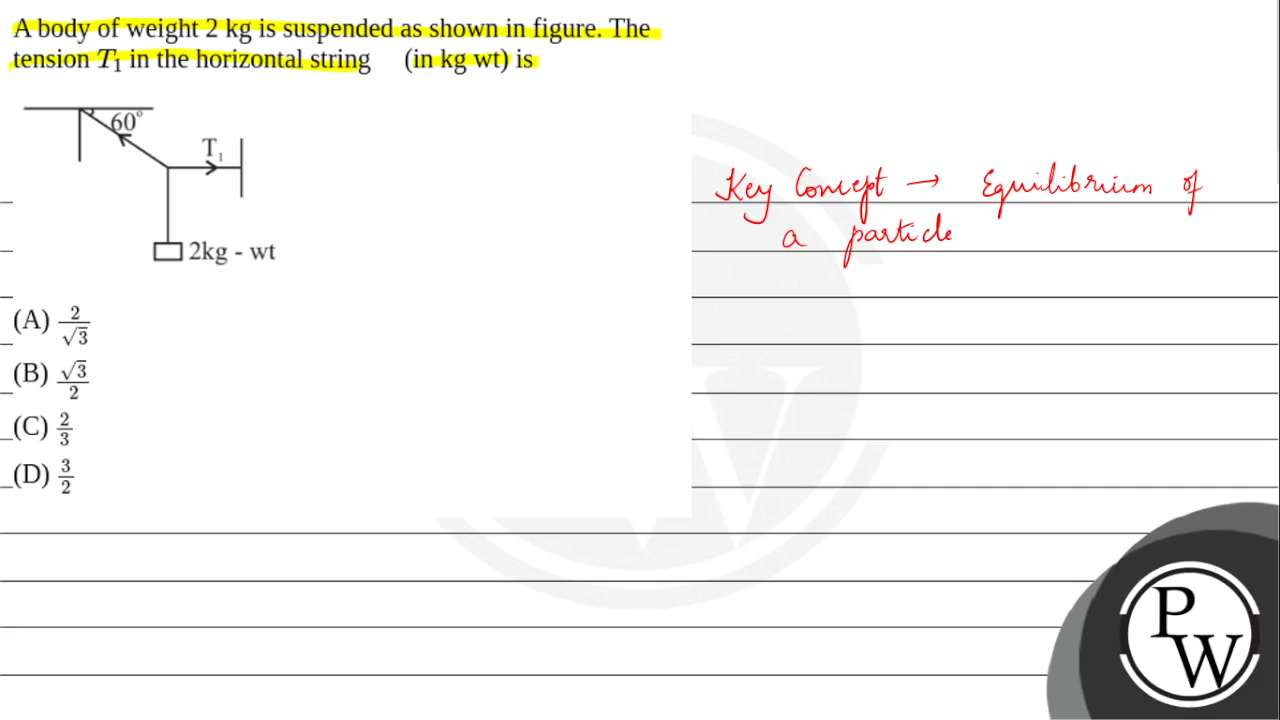 A body of weight 2 kg is suspended as shown in figure. The
tension T₁ in the horizontal string (in kg wt) is
60°
T₁
2kg - wt
(A) 2/√3
(B) √3/2
(C) 2/3
(D) 3/2
Key Concept → Equilibrium of
a particle
PW